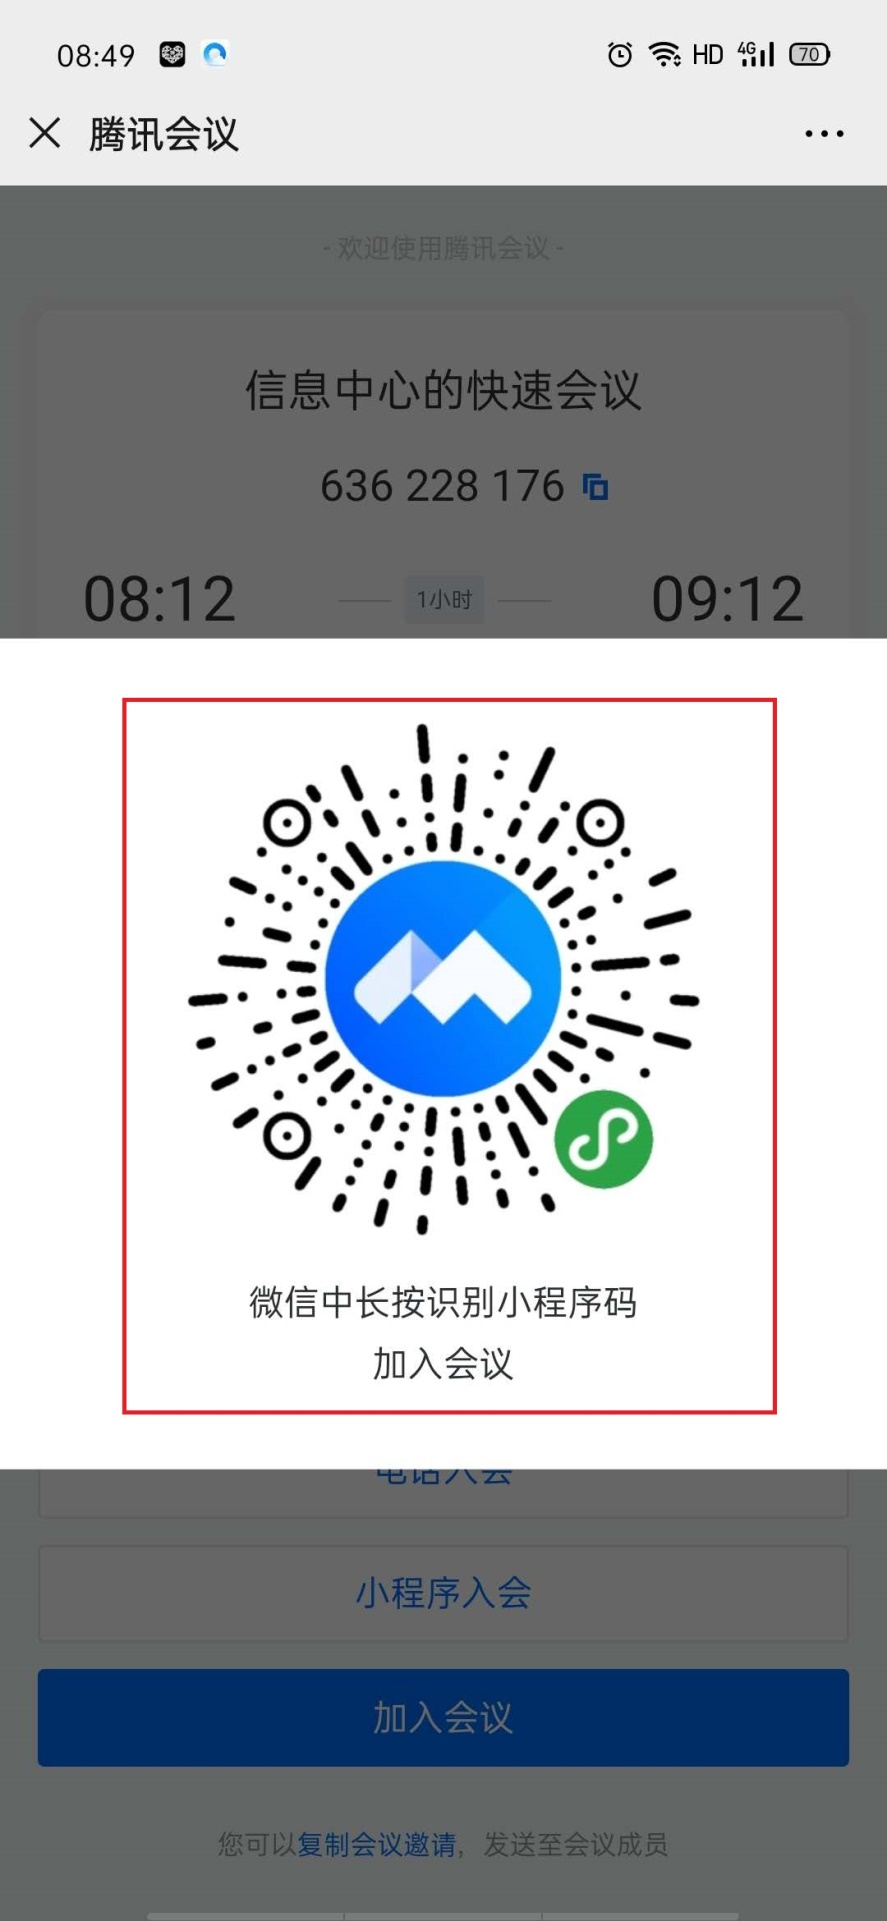 08:49 HD 4G 70
腾讯会议
- 欢迎使用腾讯会议 -
信息中心的快速会议
636 228 176
08:12 1小时 09:12
微信中长按识别小程序码
加入会议
电话入会
小程序入会
加入会议
您可以复制会议邀请，发送至会议成员